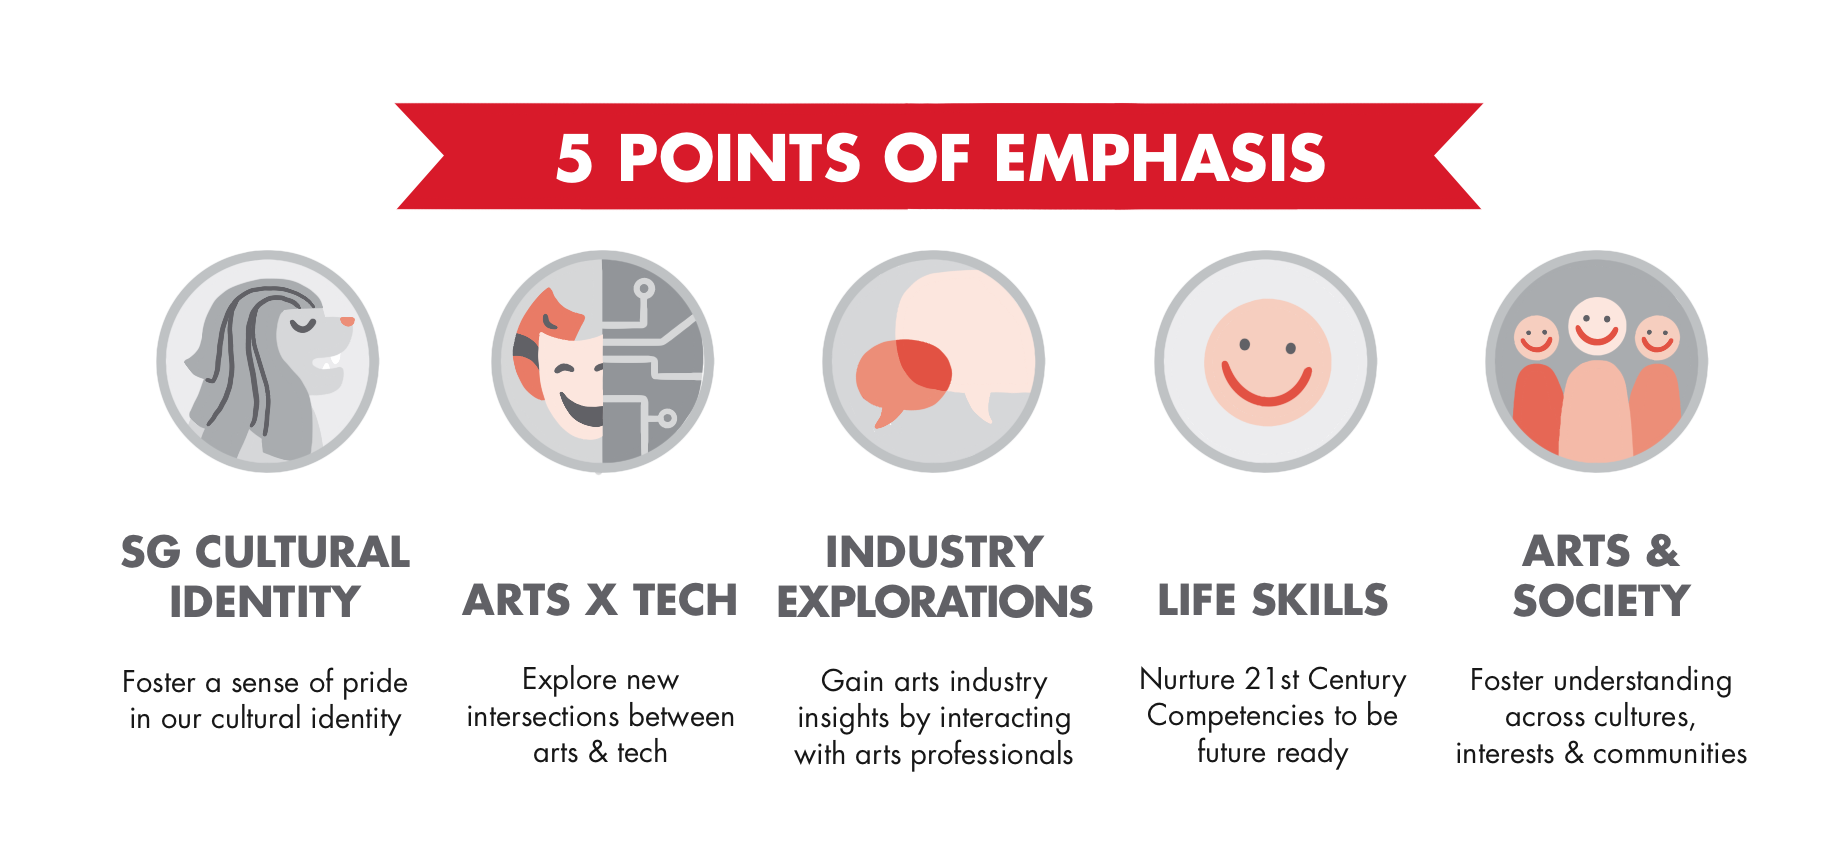 5 POINTS OF EMPHASIS
SG CULTURAL
IDENTITY
Foster a sense of pride
in our cultural identity
ARTS X TECH
Explore new
intersections between
arts & tech
INDUSTRY
EXPLORATIONS
Gain arts industry
insights by interacting
with arts professionals
LIFE SKILLS
Nurture 21st Century
Competencies to be
future ready
ARTS &
SOCIETY
Foster understanding
across cultures,
interests & communities